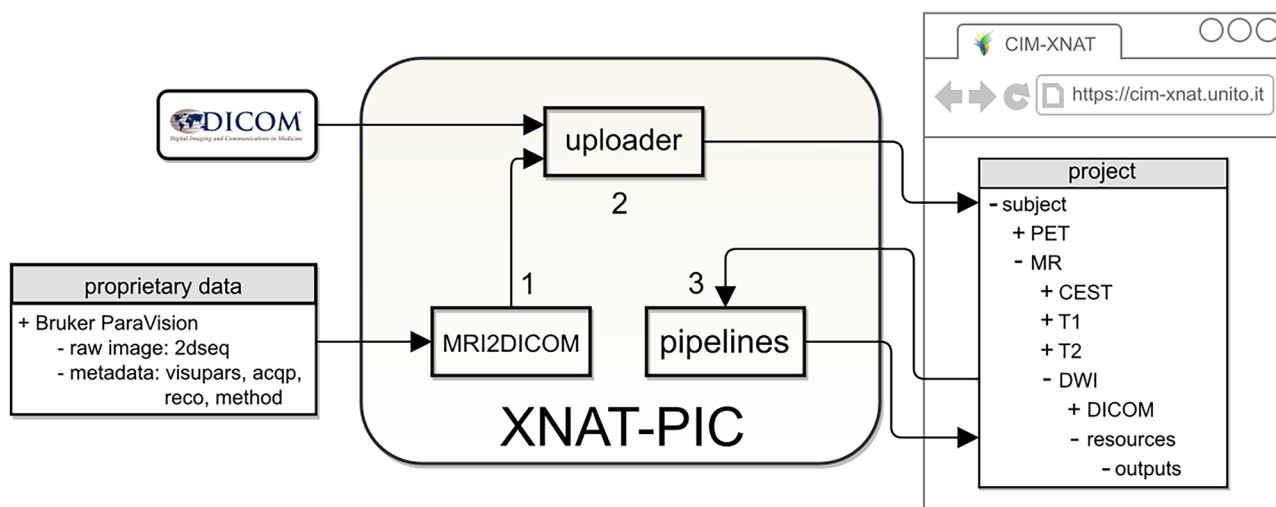 CIM-XNAT
https://cim-xnat.unito.it
DICOM
Digital Imaging and Communications in Medicine
uploader
2
proprietary data
+ Bruker ParaVision
- raw image: 2dseq
- metadata: visupars, acqp,
reco, method
1
MRI2DICOM
3
pipelines
XNAT-PIC
project
- subject
+ PET
- MR
+ CEST
+ T1
+ T2
- DWI
+ DICOM
- resources
- outputs